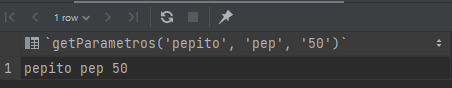 1 row
`getParametros('pepito', 'pep', '50')`
1 pepito pep 50